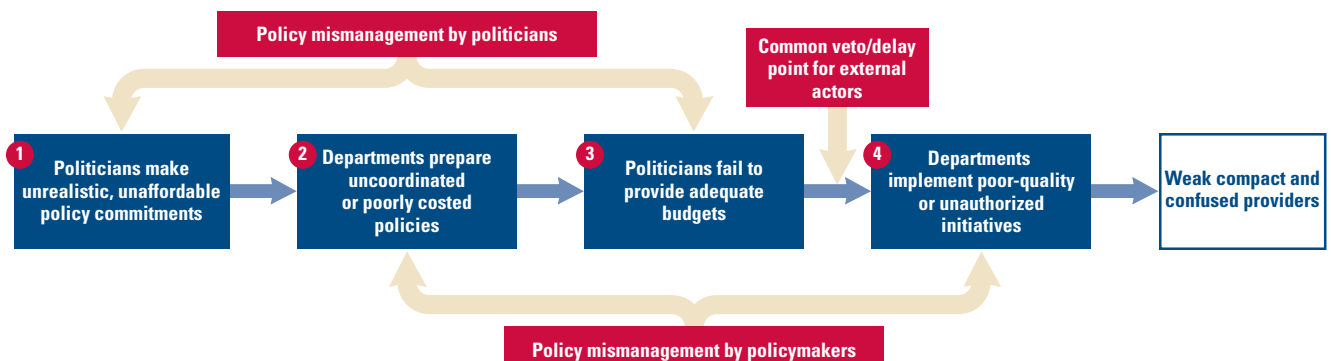 Policy mismanagement by politicians
Common veto/delay
point for external
actors
1
Politicians make
unrealistic, unaffordable
policy commitments
2
Departments prepare
uncoordinated
or poorly costed
policies
3
Politicians fail to
provide adequate
budgets
4
Departments
implement poor-quality
or unauthorized
initiatives
Weak compact and
confused providers
Policy mismanagement by policymakers